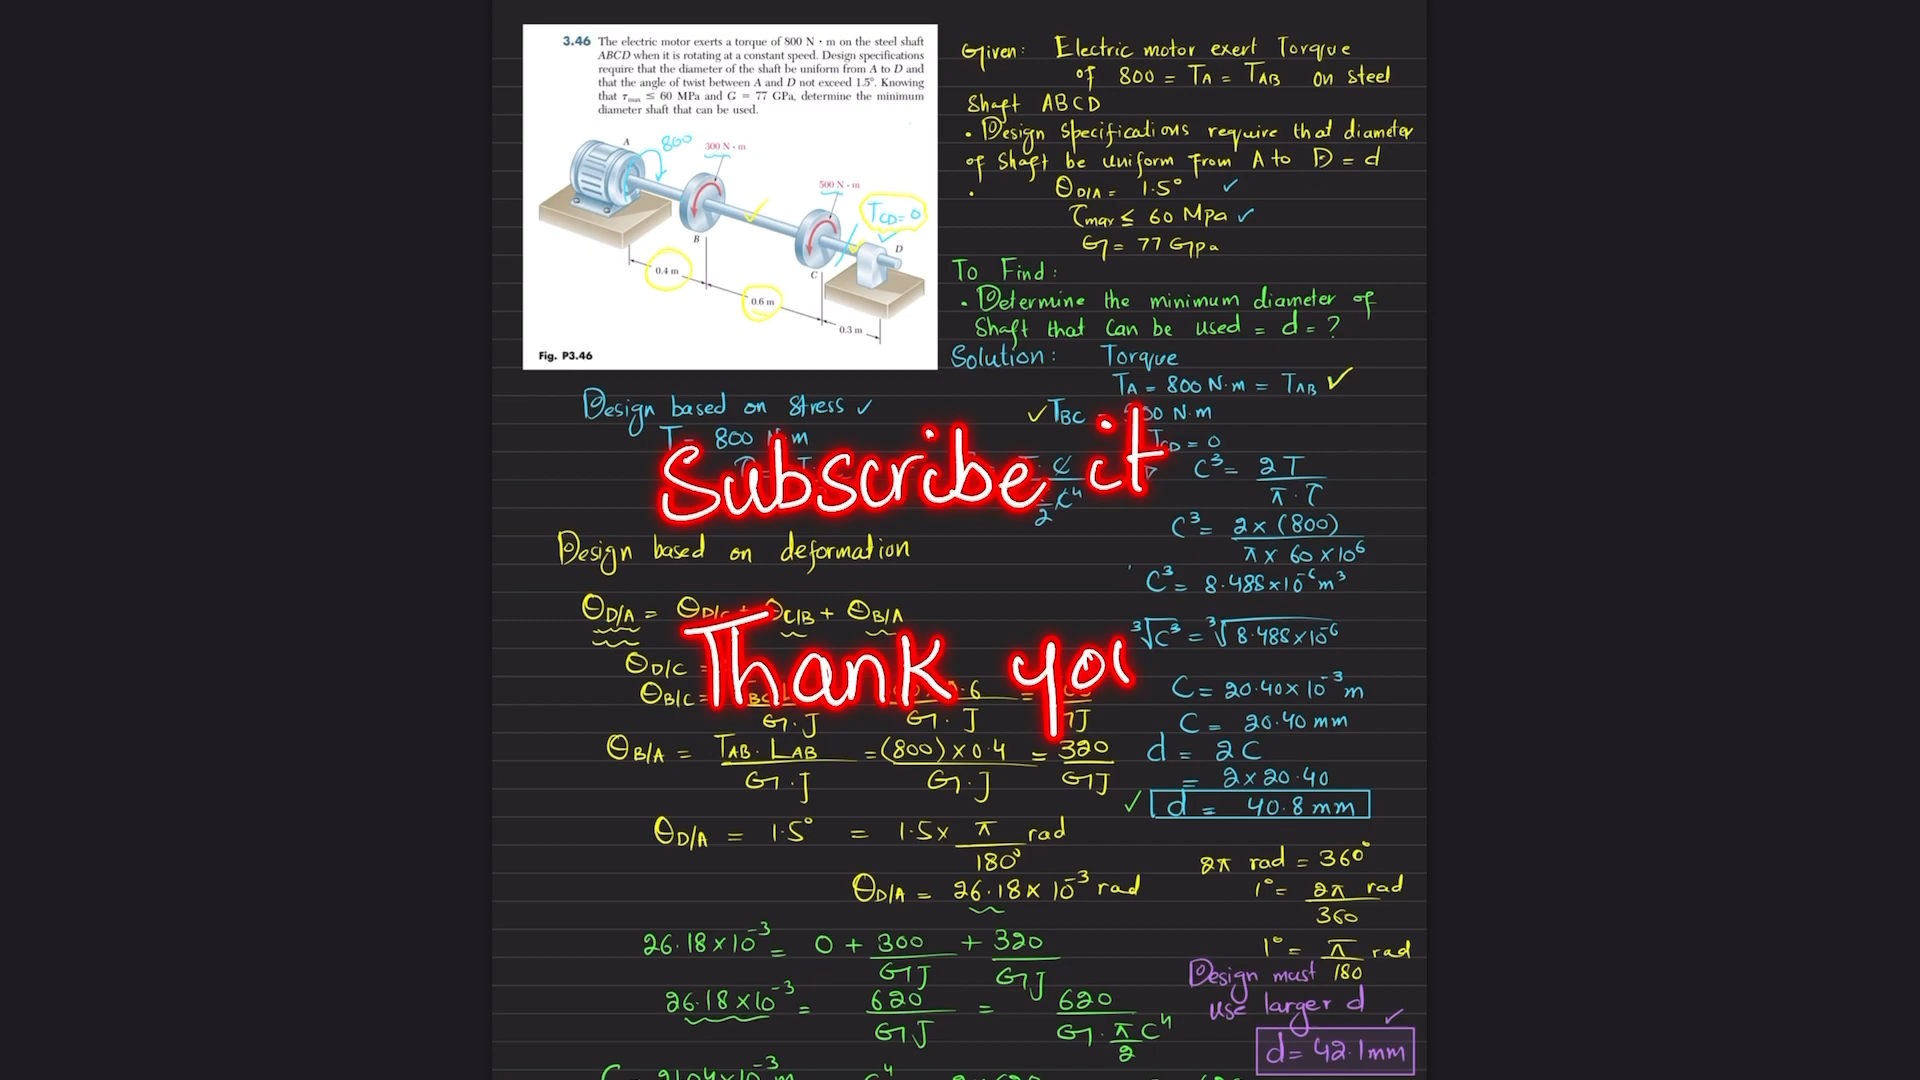 3.46 The electric motor exerts a torque of 800 N · m on the steel shaft
ABCD when it is rotating at a constant speed. Design specifications
require that the diameter of the shaft be uniform from A to D and
that the angle of twist between A and D not exceed 1.5°. Knowing
that τmax ≤ 60 MPa and G = 77 GPa, determine the minimum
diameter shaft that can be used.
A
800
300 N · m
500 N · m
TCD=0
B
D
C
0.4 m
0.6 m
0.3 m
Fig. P3.46
Given: Electric motor exert Torque
of 800 = TA = TAB on steel
Shaft ABCD
• Design Specifications require that diameter
of Shaft be uniform from A to D = d
• θD/A = 1.5° ✓
τmax ≤ 60 Mpa ✓
G = 77 Gpa
To Find:
• Determine the minimum diameter of
Shaft that can be used = d = ?
Solution: Torque
TA = 800 N·m = TAB ✓
✓ TBC 00 N·m
CD = 0
Design based on Stress ✓
800 m
C³ = 2T / π·τ
C³ = 2×(800) / π × 60×10⁶
C³ = 8.488×10⁻⁶ m³
³√C³ = ³√8.488×10⁻⁶
C = 20.40×10⁻³ m
C = 20.40 mm
d = 2C
= 2×20.40
✓ d = 40.8 mm
Subscribe it
Thank you
Design based on deformation
θD/A = θD/C + θC/B + θB/A
θD/C =
θB/C = / G·J / G·J = / GJ
θB/A = TAB·LAB / G·J = (800)×0.4 / G·J = 320 / GJ
θD/A = 1.5° = 1.5× π / 180° rad
θD/A = 26.18×10⁻³ rad
2π rad = 360°
1° = 2π / 360 rad
1° = π / 180 rad
26.18×10⁻³ = 0 + 300 / GJ + 320 / GJ
26.18×10⁻³ = 620 / GJ = 620 / G·π/2 C⁴
Design must
use larger d ✓
d = 42.1mm